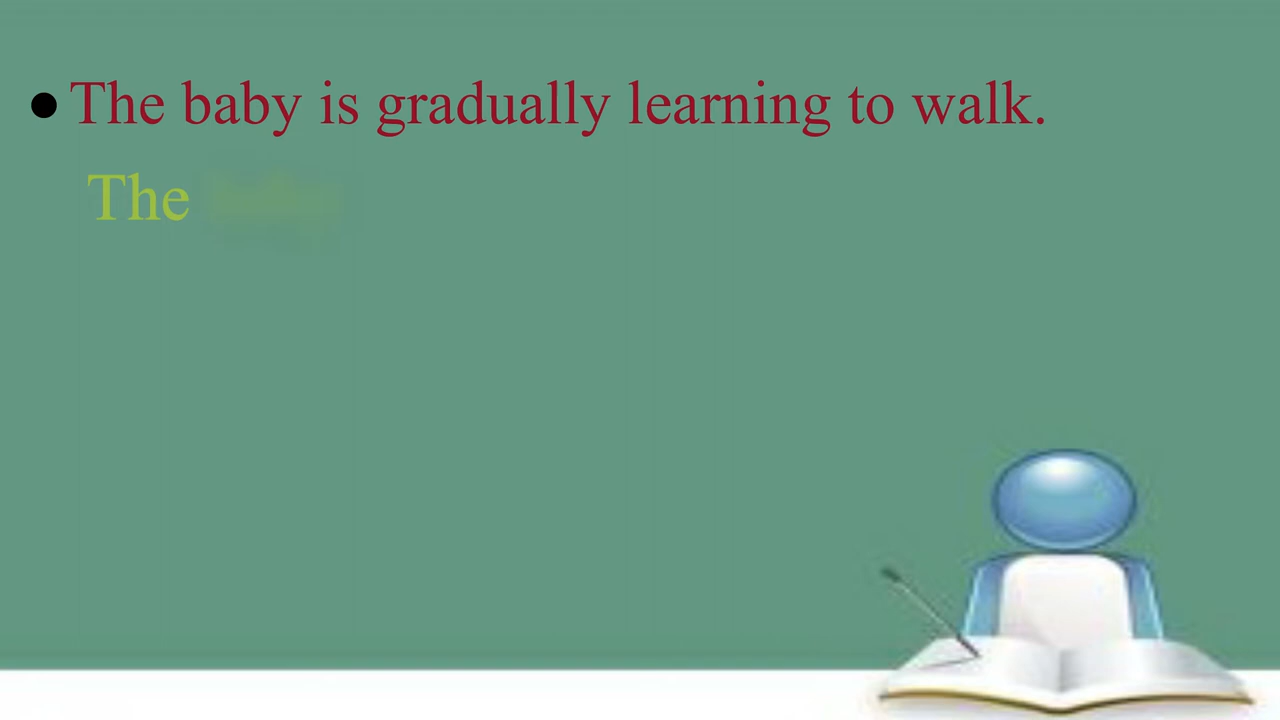 ● The baby is gradually learning to walk.
The